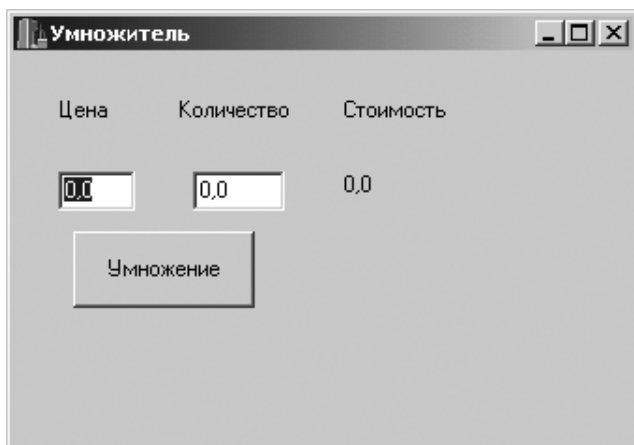 Умножитель
Цена Количество Стоимость
0,0 0,0 0,0
Умножение